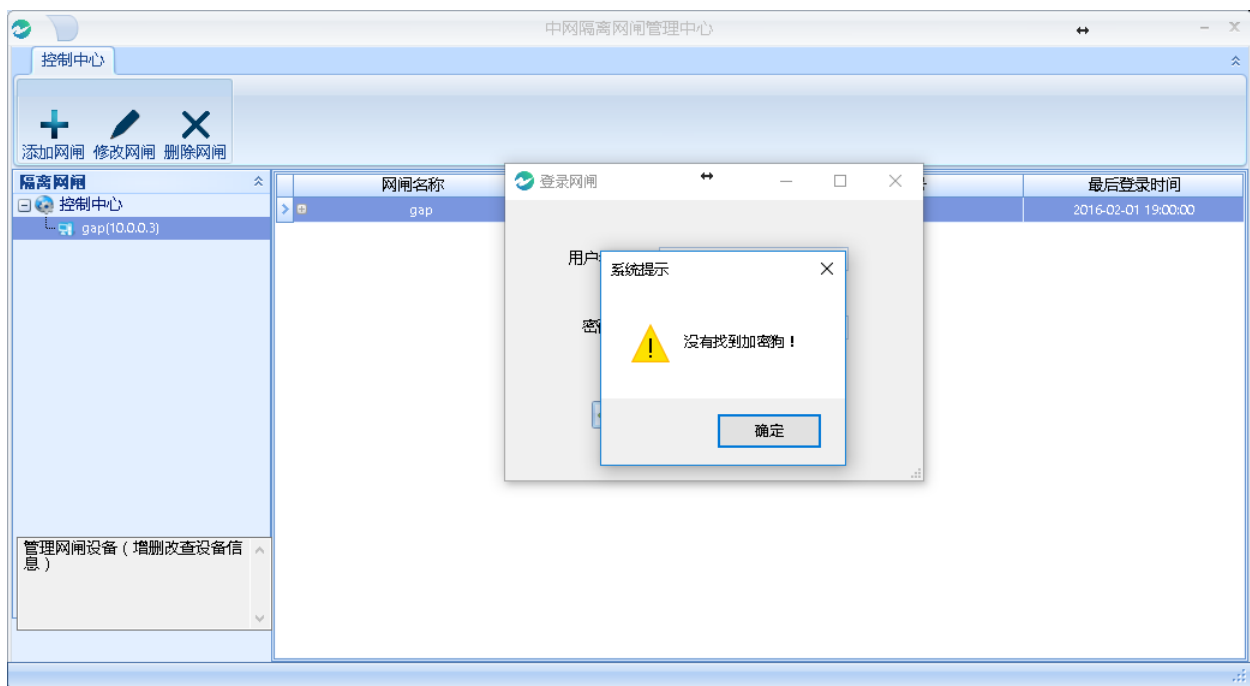 中网隔离网闸管理中心
控制中心
添加网闸 修改网闸 删除网闸
隔离网闸
控制中心
gap(10.0.0.3)
管理网闸设备（增删改查设备信
息）
网闸名称 最后登录时间
gap 2016-02-01 19:00:00
登录网闸
用户
系统提示
没有找到加密狗！
确定